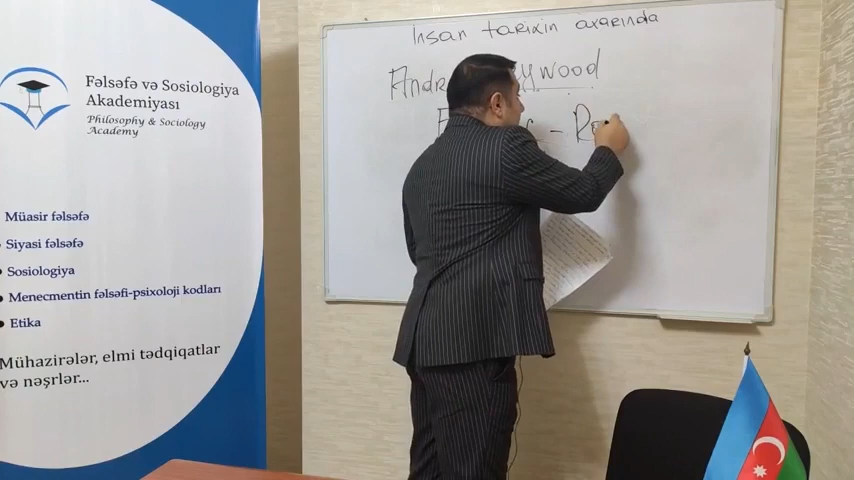 Fəlsəfə və Sosiologiya
Akademiyası
Philosophy & Sociology
Academy
Müasir fəlsəfə
Siyasi fəlsəfə
Sosiologiya
Menecmentin fəlsəfi-psixoloji kodları
Etika
Mühazirələr, elmi tədqiqatlar
və nəşrlər...
İnsan tarixin axarında